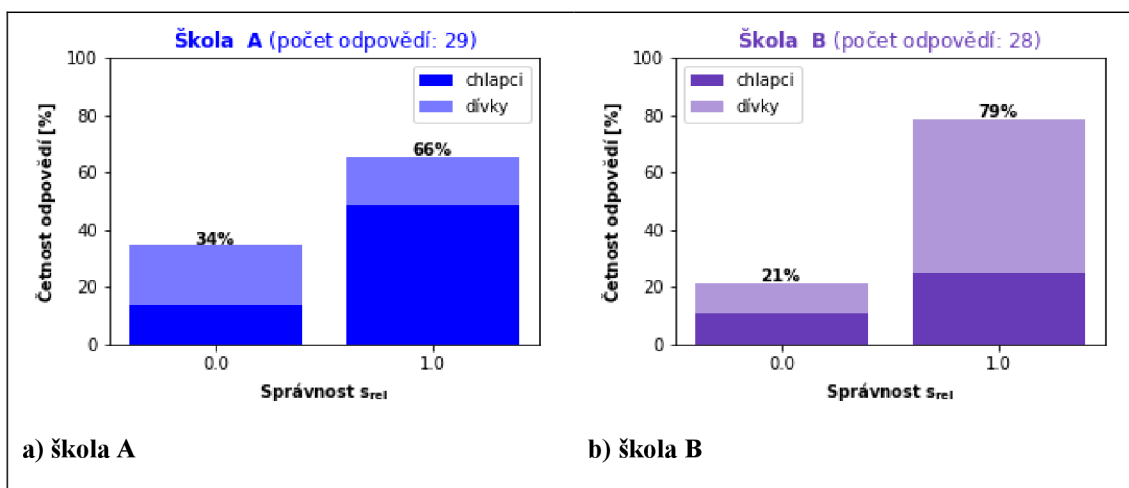 Škola A (počet odpovědí: 29)
100
80
60
40
20
0
Četnost odpovědí [%]
chlapci
dívky
34%
66%
0.0
1.0
Správnost s_rel
a) škola A
Škola B (počet odpovědí: 28)
100
80
60
40
20
0
Četnost odpovědí [%]
chlapci
dívky
21%
79%
0.0
1.0
Správnost s_rel
b) škola B